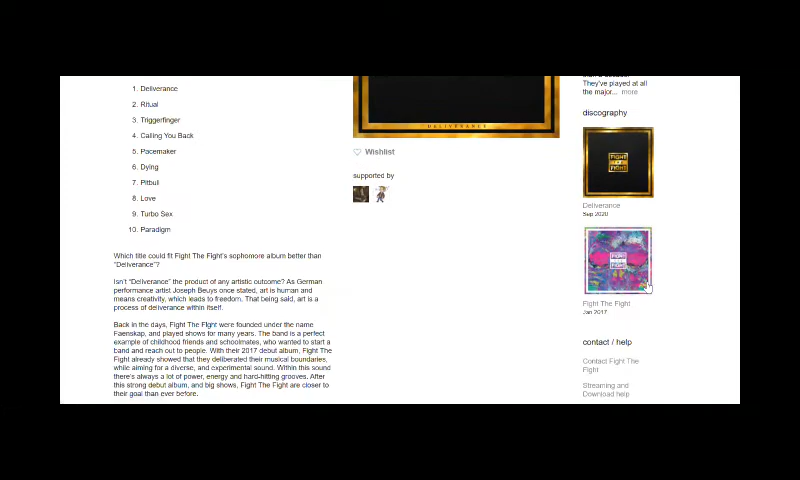 1. Deliverance
2. Ritual
3. Triggerfinger
4. Calling You Back
5. Pacemaker
6. Dying
7. Pitbull
8. Love
9. Turbo Sex
10. Paradigm
Which title could fit Fight The Fight's sophomore album better than
"Deliverance"?
Isn't "Deliverance" the product of any artistic outcome? As German
performance artist Joseph Beuys once stated, art is human and
means creativity, which leads to freedom. That being said, art is a
process of deliverance within itself.
Back in the days, Fight The Fight were founded under the name
Faenskap, and played shows for many years. The band is a perfect
example of childhood friends and schoolmates, who wanted to start a
band and reach out to people. With their 2017 debut album, Fight The
Fight already showed that they deliberated their musical boundaries,
while aiming for a diverse, and experimental sound. Within this sound
there's always a lot of power, energy and hard-hitting grooves. After
this strong debut album, and big shows, Fight The Fight are closer to
their goal than ever before.
DELIVERANCE
Wishlist
supported by
They've played at all
the major... more
discography
FIGHT
THE
FIGHT
Deliverance
Sep 2020
FIGHT
THE
FIGHT
Fight The Fight
Jan 2017
contact / help
Contact Fight The
Fight
Streaming and
Download help